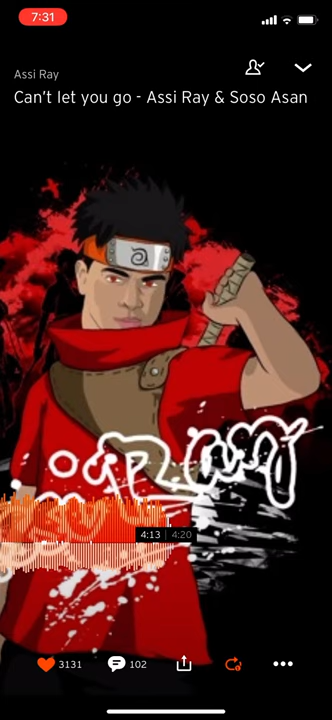 7:31
Assi Ray
Can't let you go - Assi Ray & Soso Asan
4:13 | 4:20
3131
102